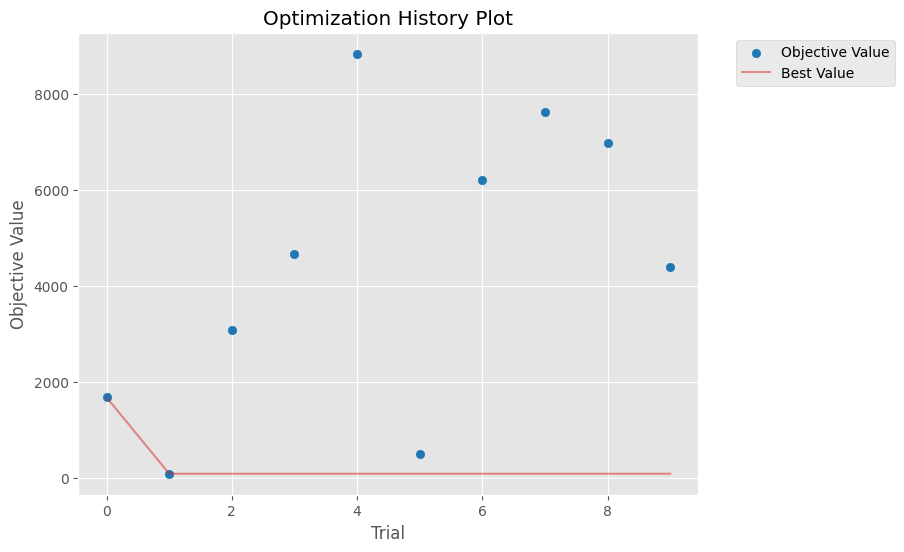 Optimization History Plot
Objective Value
Best Value
Objective Value
8000
6000
4000
2000
0
0 2 4 6 8
Trial